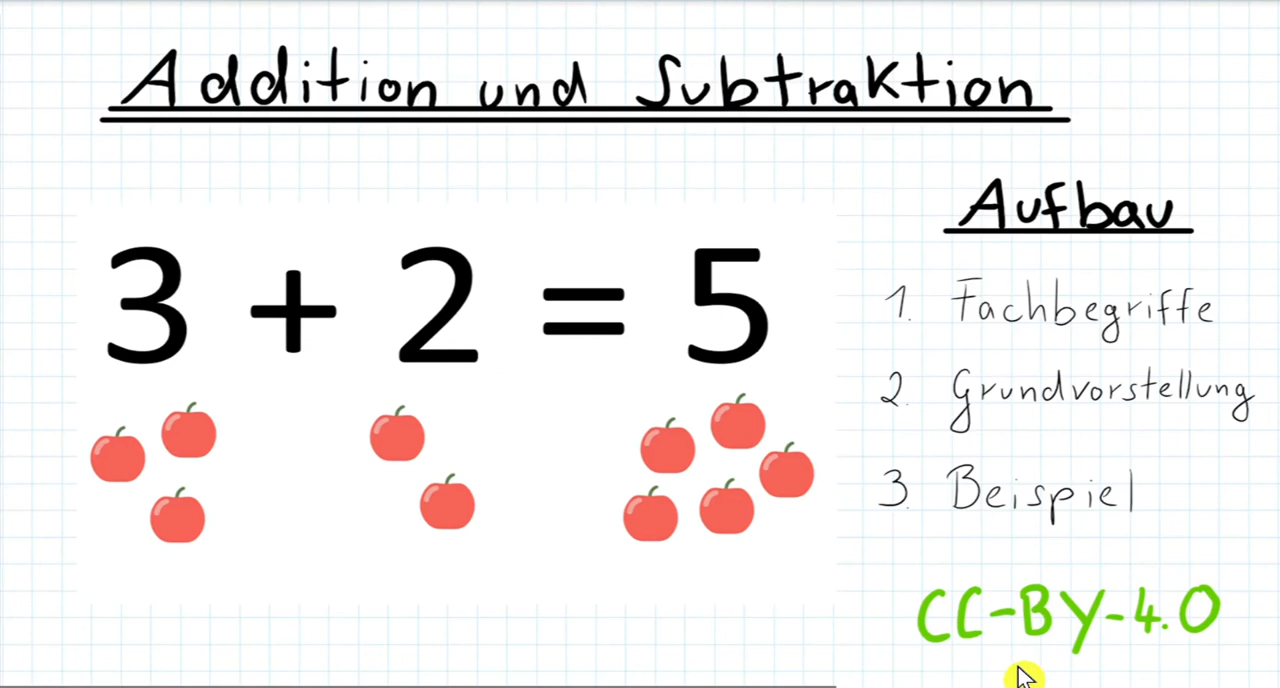 Addition und Subtraktion
3 + 2 = 5
Aufbau
1. Fachbegriffe
2. Grundvorstellung
3. Beispiel
CC-BY-4.0